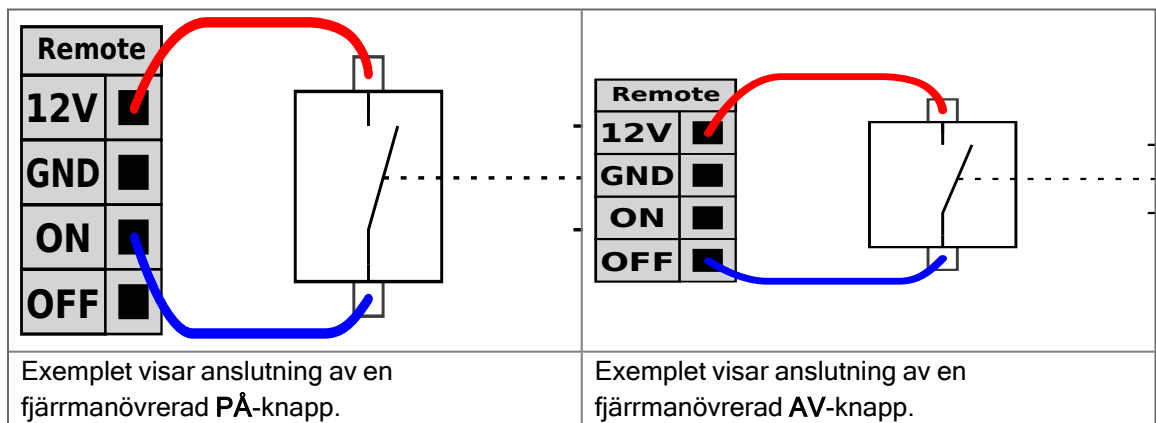 Remote
12V
GND
ON
OFF
Remote
12V
GND
ON
OFF
Exemplet visar anslutning av en
fjärrmanövrerad PÅ-knapp.
Exemplet visar anslutning av en
fjärrmanövrerad AV-knapp.